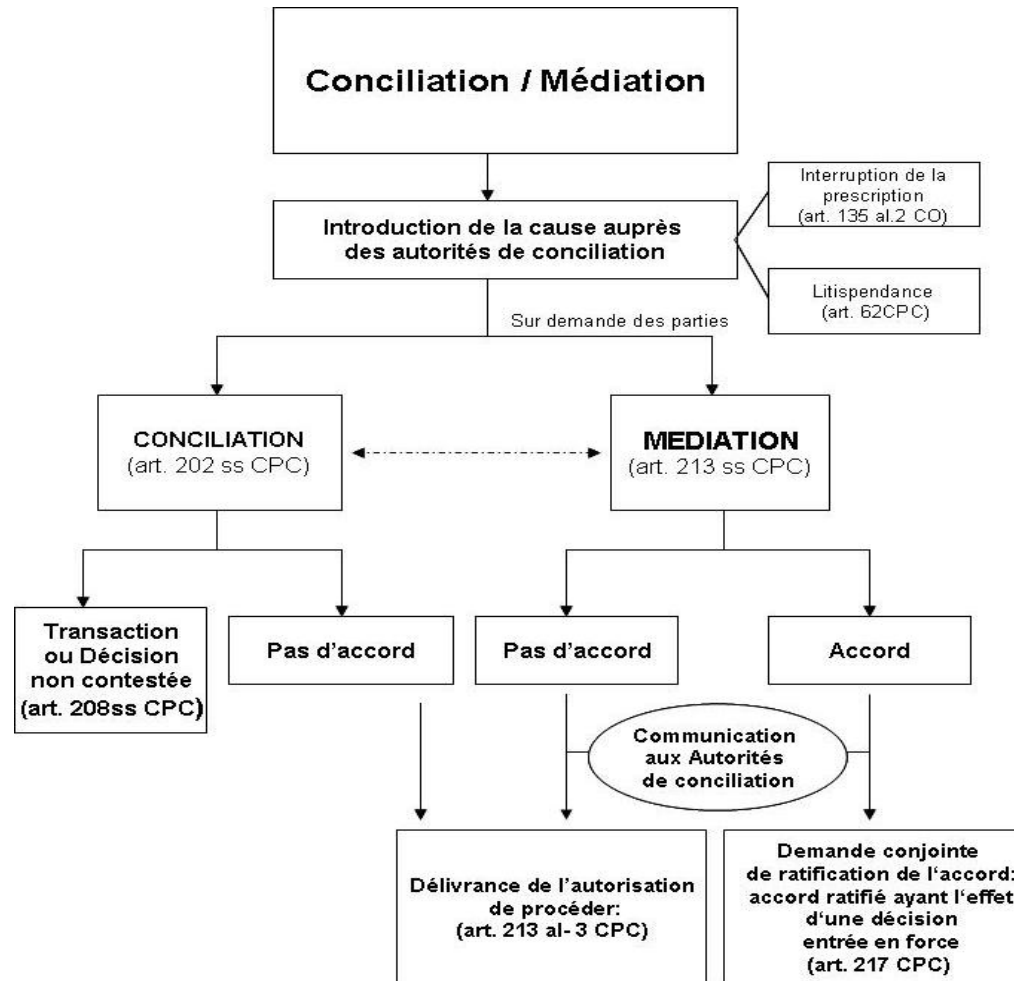 Conciliation / Médiation
Introduction de la cause auprès
des autorités de conciliation
Interruption de la
prescription
(art. 135 al.2 CO)
Litispendance
(art. 62CPC)
Sur demande des parties
CONCILIATION
(art. 202 ss CPC)
MEDIATION
(art. 213 ss CPC)
Transaction
ou Décision
non contestée
(art. 208ss CPC)
Pas d'accord
Pas d'accord
Accord
Communication
aux Autorités
de conciliation
Délivrance de l'autorisation
de procéder:
(art. 213 al- 3 CPC)
Demande conjointe
de ratification de l'accord:
accord ratifié ayant l'effet
d'une décision
entrée en force
(art. 217 CPC)